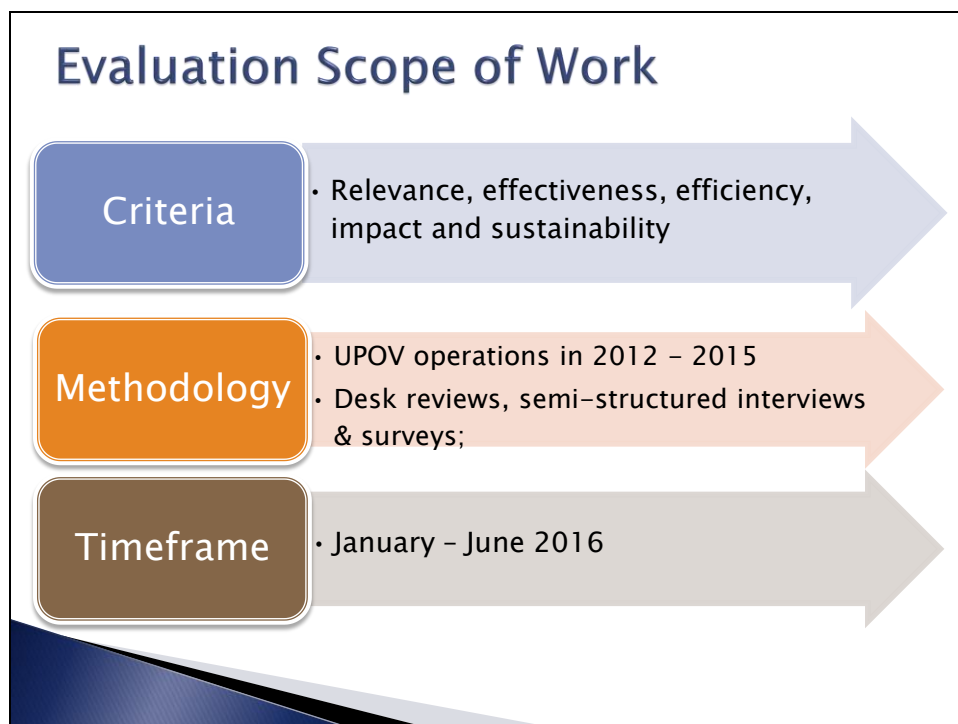 Evaluation Scope of Work
Criteria
• Relevance, effectiveness, efficiency,
impact and sustainability
Methodology
• UPOV operations in 2012 - 2015
• Desk reviews, semi-structured interviews
& surveys;
Timeframe
• January – June 2016